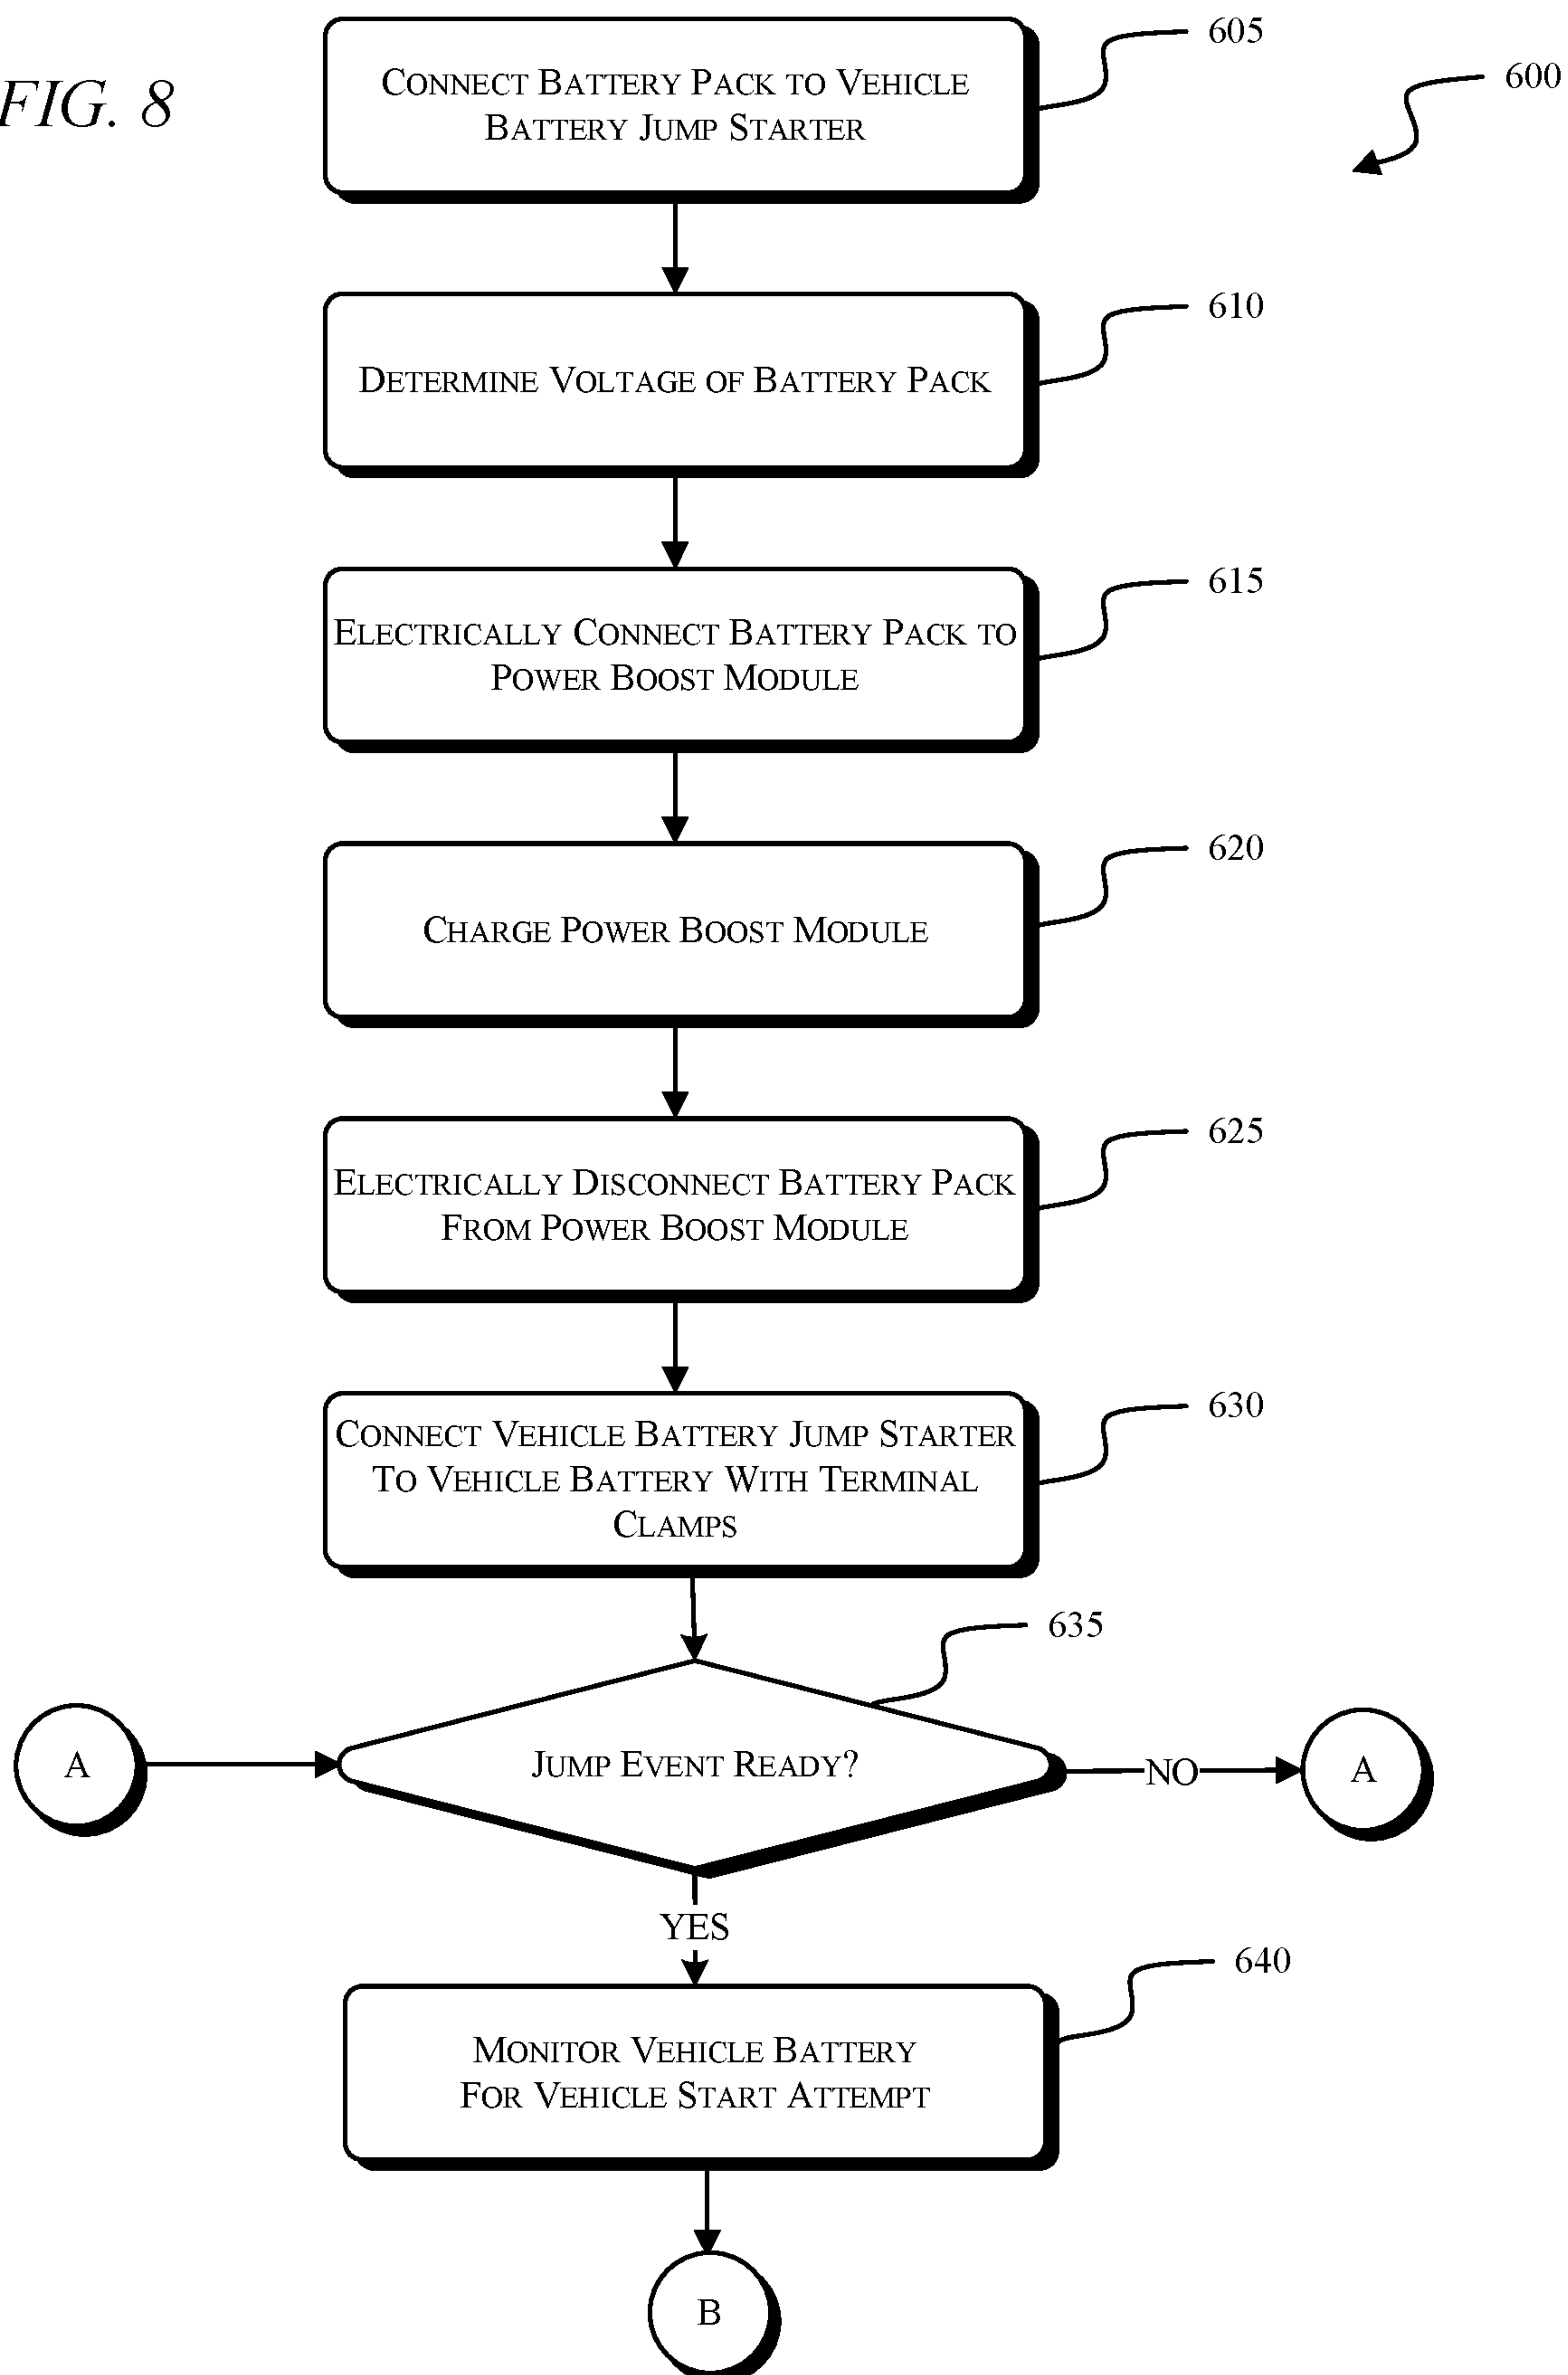 FIG. 8
600
CONNECT BATTERY PACK TO VEHICLE
BATTERY JUMP STARTER
605
DETERMINE VOLTAGE OF BATTERY PACK
610
ELECTRICALLY CONNECT BATTERY PACK TO
POWER BOOST MODULE
615
CHARGE POWER BOOST MODULE
620
ELECTRICALLY DISCONNECT BATTERY PACK
FROM POWER BOOST MODULE
625
CONNECT VEHICLE BATTERY JUMP STARTER
TO VEHICLE BATTERY WITH TERMINAL
CLAMPS
630
635
A
JUMP EVENT READY?
NO
A
YES
640
MONITOR VEHICLE BATTERY
FOR VEHICLE START ATTEMPT
B